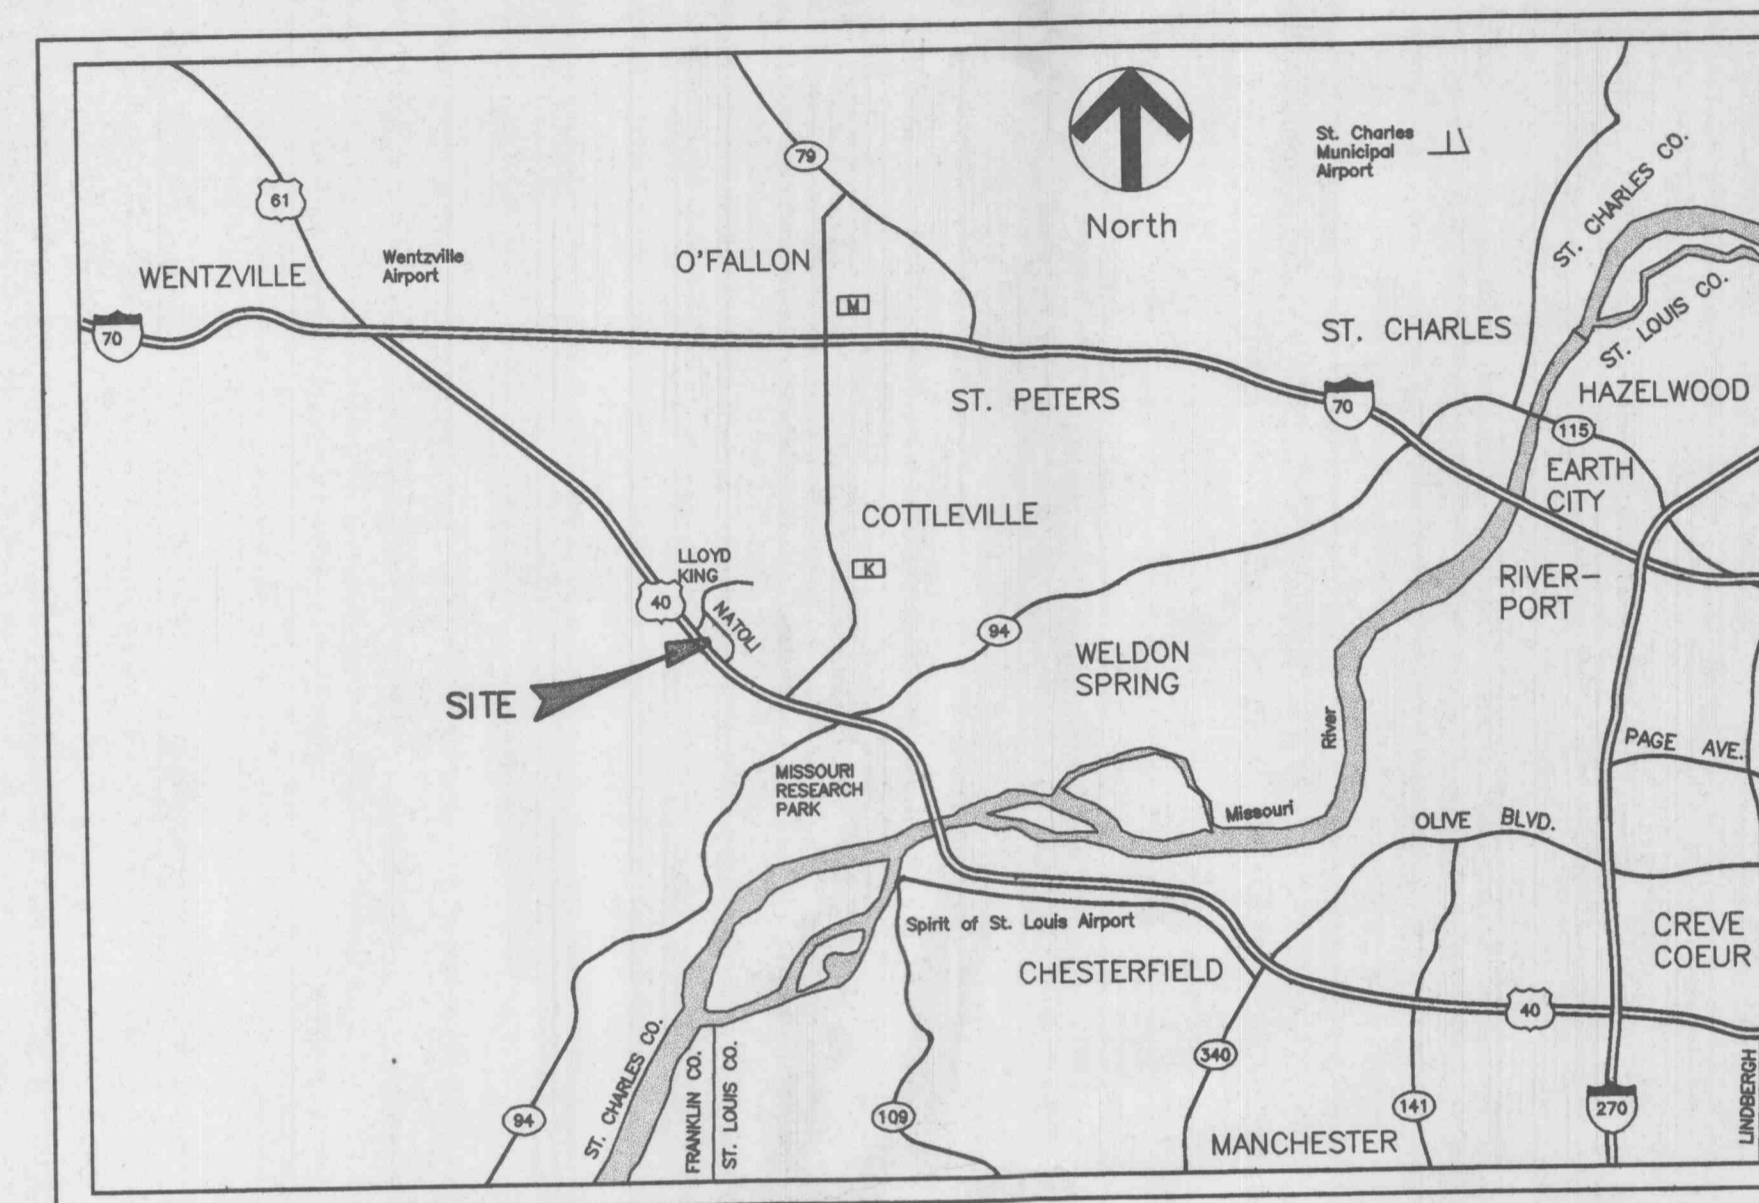 79
St. Charles
Municipal
Airport
61
North
ST. CHARLES CO.
WENTZVILLE
Wentzville
Airport
O'FALLON
M
70
ST. LOUIS CO.
ST. CHARLES
ST. PETERS
70
HAZELWOOD
115
EARTH
CITY
COTTLEVILLE
LLOYD
KING
K
40
NATOLI
94
RIVER-
PORT
WELDON
SPRING
SITE
River
PAGE AVE.
MISSOURI
RESEARCH
PARK
Missouri
OLIVE BLVD.
Spirit of St. Louis Airport
CHESTERFIELD
CREVE
COEUR
40
ST. CHARLES CO.
FRANKLIN CO.
ST. LOUIS CO.
340
94
109
141
270
LINDBERGH
MANCHESTER